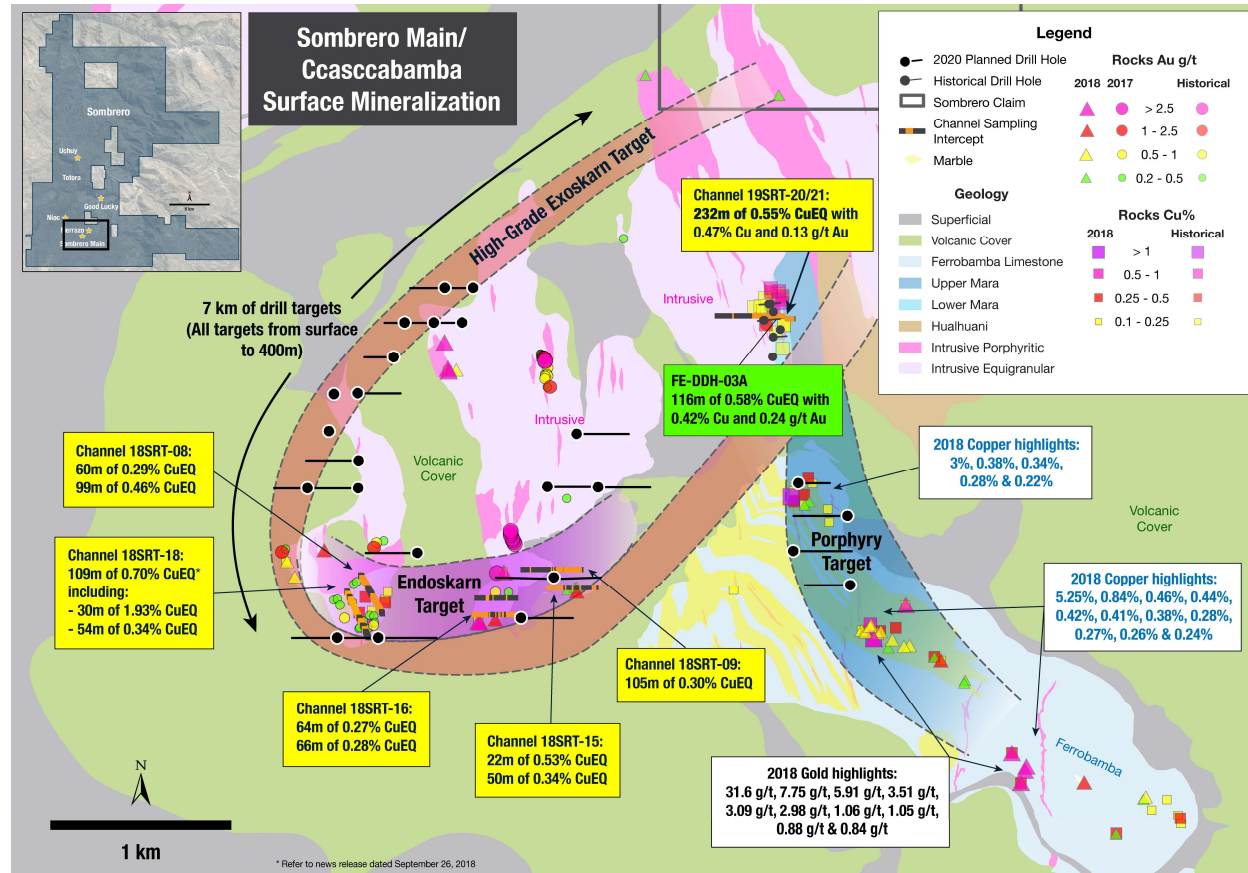 Sombrero Main/
Ccasccabamba
Surface Mineralization
Sombrero
Uchuy
Totora
Good Lucky
Nioc
Ferrazo
Sombrero Main
N
7 km of drill targets
(All targets from surface
to 400m)
High-Grade Exoskarn Target
Channel 19SRT-20/21:
232m of 0.55% CuEQ with
0.47% Cu and 0.13 g/t Au
Intrusive
FE-DDH-03A
116m of 0.58% CuEQ with
0.42% Cu and 0.24 g/t Au
Intrusive
Volcanic
Cover
Channel 18SRT-08:
60m of 0.29% CuEQ
99m of 0.46% CuEQ
Channel 18SRT-18:
109m of 0.70% CuEQ*
including:
- 30m of 1.93% CuEQ
- 54m of 0.34% CuEQ
Endoskarn
Target
Channel 18SRT-16:
64m of 0.27% CuEQ
66m of 0.28% CuEQ
Channel 18SRT-15:
22m of 0.53% CuEQ
50m of 0.34% CuEQ
Channel 18SRT-09:
105m of 0.30% CuEQ
2018 Copper highlights:
3%, 0.38%, 0.34%,
0.28% & 0.22%
Porphyry
Target
Volcanic
Cover
2018 Copper highlights:
5.25%, 0.84%, 0.46%, 0.44%,
0.42%, 0.41%, 0.38%, 0.28%,
0.27%, 0.26% & 0.24%
2018 Gold highlights:
31.6 g/t, 7.75 g/t, 5.91 g/t, 3.51 g/t,
3.09 g/t, 2.98 g/t, 1.06 g/t, 1.05 g/t,
0.88 g/t & 0.84 g/t
Ferrobamba
N
1 km
* Refer to news release dated September 26, 2018
Legend
2020 Planned Drill Hole
Historical Drill Hole
Sombrero Claim
Channel Sampling
Intercept
Marble
Geology
Superficial
Volcanic Cover
Ferrobamba Limestone
Upper Mara
Lower Mara
Hualhuani
Intrusive Porphyritic
Intrusive Equigranular
Rocks Au g/t
2018 2017 Historical
> 2.5
1 - 2.5
0.5 - 1
0.2 - 0.5
Rocks Cu%
2018 Historical
> 1
0.5 - 1
0.25 - 0.5
0.1 - 0.25